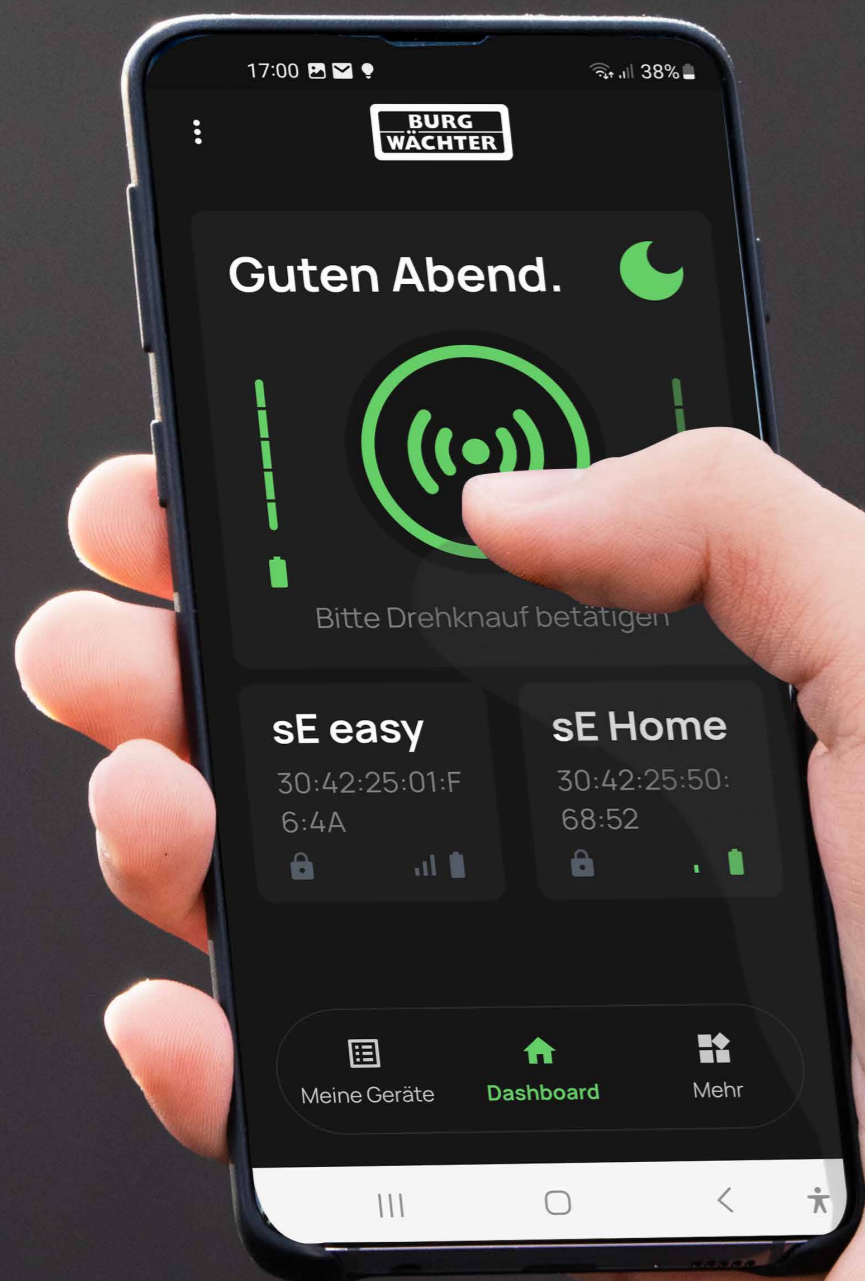 17:00
38%
BURG
WÄCHTER
Guten Abend.
Bitte Drehknauf betätigen
sE easy
30:42:25:01:F
6:4A
sE Home
30:42:25:50:
68:52
Meine Geräte
Dashboard
Mehr